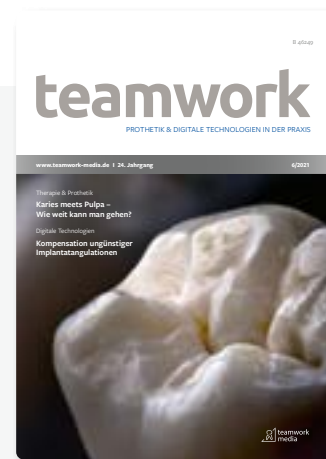 B 46049
teamwork
PROTHETIK & DIGITALE TECHNOLOGIEN IN DER PRAXIS
www.teamwork-media.de I 24. Jahrgang 6/2021
Therapie & Prothetik
Karies meets Pulpa –
Wie weit kann man gehen?
Digitale Technologien
Kompensation ungünstiger
Implantatangulationen
teamwork
media